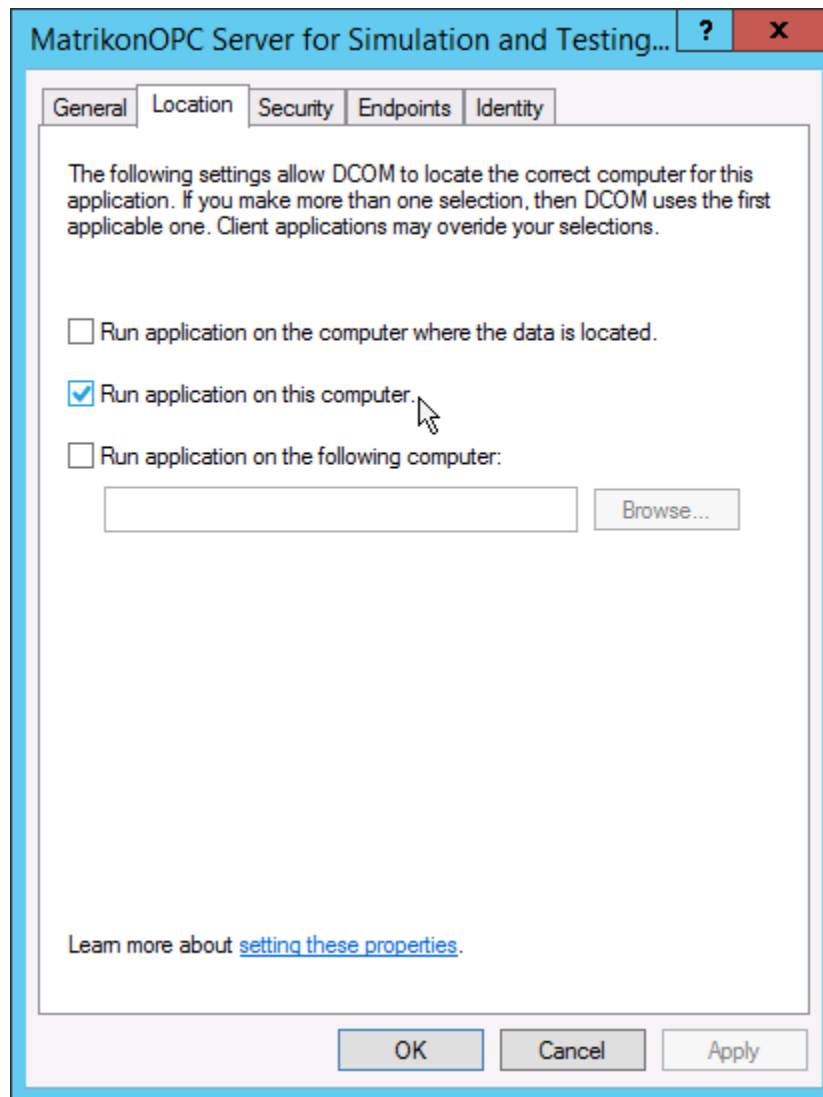 MatrikonOPC Server for Simulation and Testing... ? x
General Location Security Endpoints Identity
The following settings allow DCOM to locate the correct computer for this
application. If you make more than one selection, then DCOM uses the first
applicable one. Client applications may overide your selections.
Run application on the computer where the data is located.
Run application on this computer.
Run application on the following computer:
Browse...
Learn more about setting these properties.
OK Cancel Apply